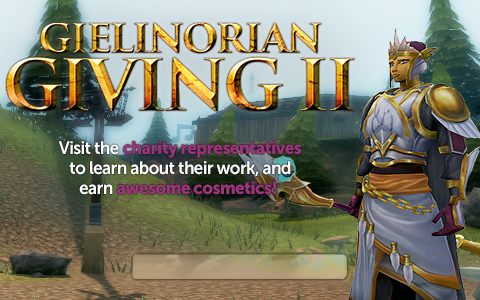 GIELINORIAN
GIVING II
Visit the charity representatives
to learn about their work, and
earn awesome cosmetics!